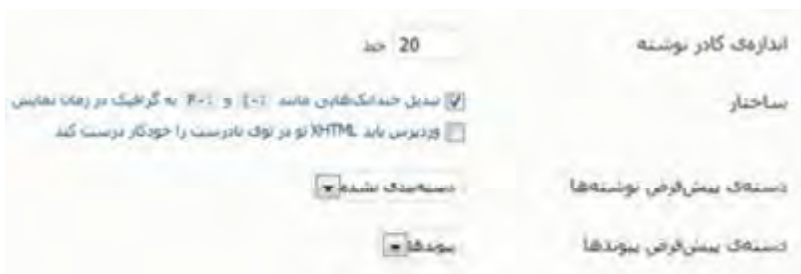 اندازه‌ی کادر نوشته
20 خط
ساختار
تبدیل خندانک‌هایی مانند :-) و :-P به گرافیک در زمان نمایش
وردپرس باید XHTML تو در توی نادرست را خودکار درست کند
دسته‌ی پیش‌فرض نوشته‌ها
دسته‌بندی نشده
دسته‌ی پیش‌فرض پیوندها
پیوندها